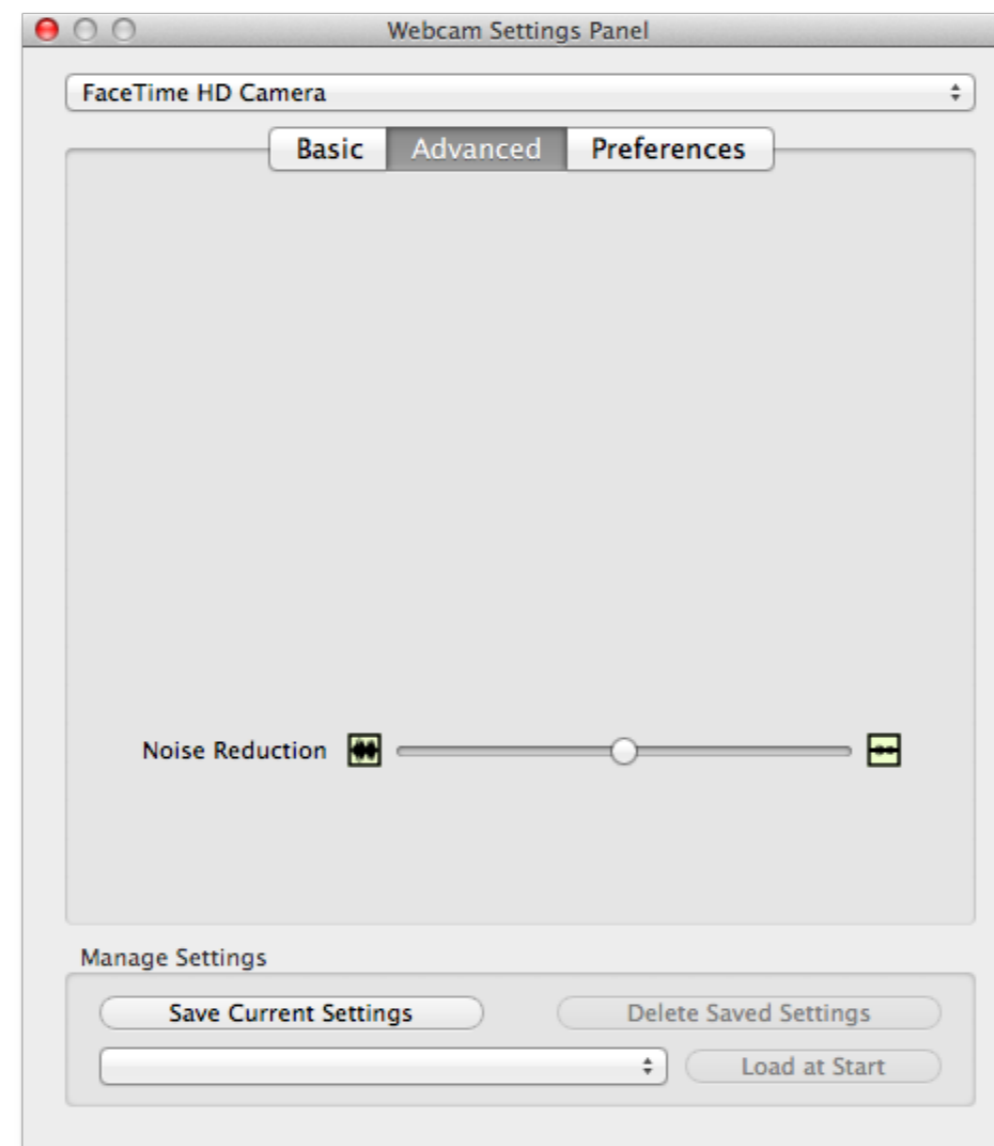 Webcam Settings Panel
FaceTime HD Camera
Basic Advanced Preferences
Noise Reduction
Manage Settings
Save Current Settings Delete Saved Settings
Load at Start